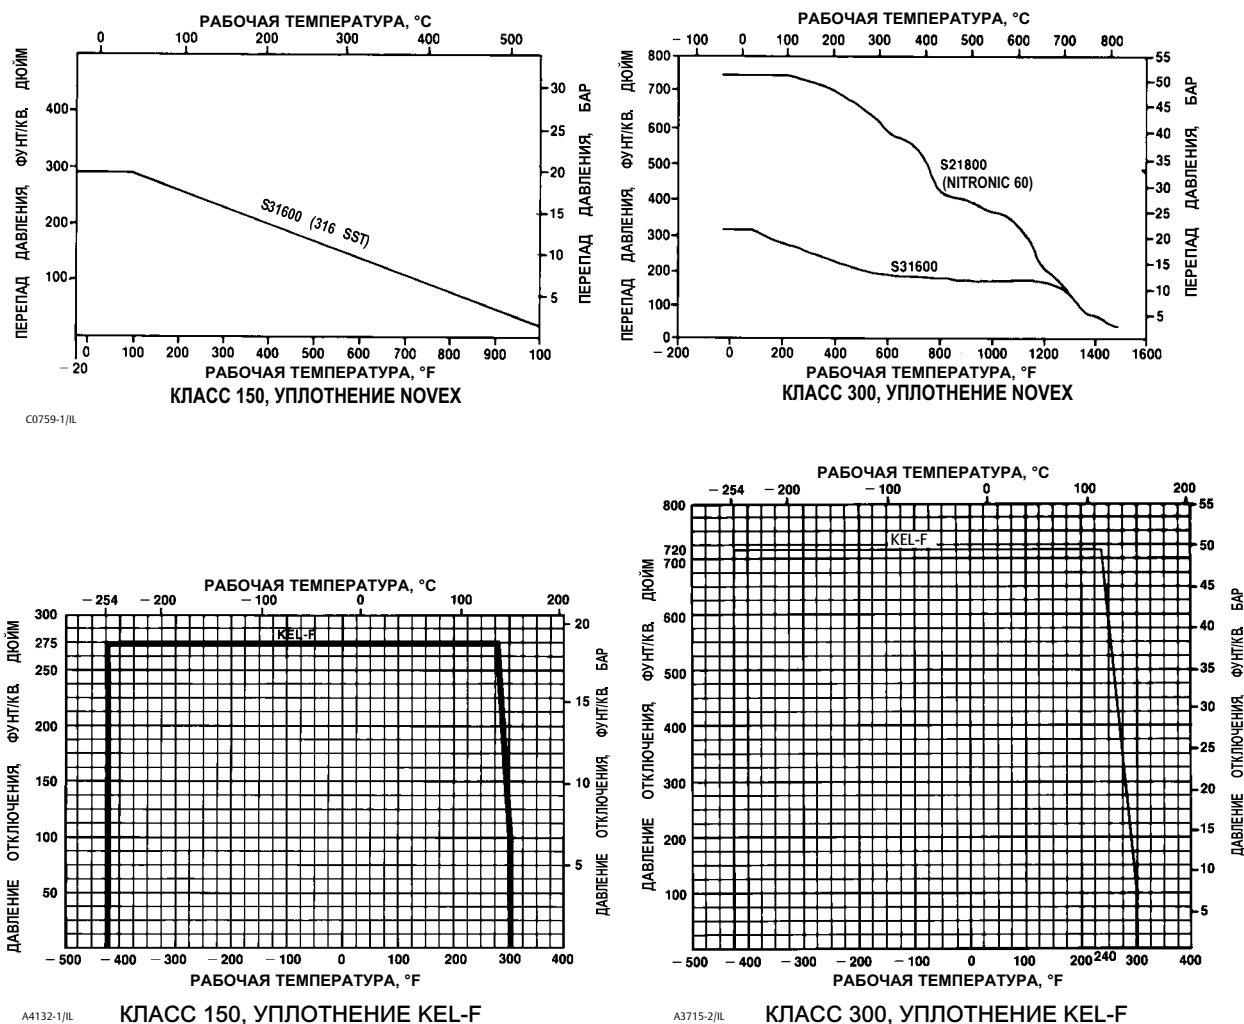 РАБОЧАЯ ТЕМПЕРАТУРА, °C
0 100 200 300 400 500
ПЕРЕПАД ДАВЛЕНИЯ, ФУНТ/КВ. ДЮЙМ
400
300
200
100
S31600 (316 SST)
30
25
20
15
10
5
ПЕРЕПАД ДАВЛЕНИЯ, БАР
– 20
0 100 200 300 400 500 600 700 800 900 100
РАБОЧАЯ ТЕМПЕРАТУРА, °F
КЛАСС 150, УПЛОТНЕНИЕ NOVEX
C0759-1/IL
РАБОЧАЯ ТЕМПЕРАТУРА, °C
– 100 0 100 200 300 400 500 600 700 800
ПЕРЕПАД ДАВЛЕНИЯ, ФУНТ/КВ. ДЮЙМ
800
700
600
500
400
300
200
100
0
S21800
(NITRONIC 60)
S31600
55
50
45
40
35
30
25
20
15
10
5
ПЕРЕПАД ДАВЛЕНИЯ, БАР
– 200 0 200 400 600 800 1000 1200 1400 1600
РАБОЧАЯ ТЕМПЕРАТУРА, °F
КЛАСС 300, УПЛОТНЕНИЕ NOVEX
РАБОЧАЯ ТЕМПЕРАТУРА, °C
– 254 – 200 – 100 0 100 200
ДАВЛЕНИЕ ОТКЛЮЧЕНИЯ, ФУНТ/КВ. ДЮЙМ
300
275
250
200
150
100
50
KEL-F
20
15
10
5
ДАВЛЕНИЕ ОТКЛЮЧЕНИЯ, ФУНТ/КВ. БАР
– 500 – 400 – 300 – 200 – 100 0 100 200 300 400
РАБОЧАЯ ТЕМПЕРАТУРА, °F
A4132-1/IL
КЛАСС 150, УПЛОТНЕНИЕ KEL-F
РАБОЧАЯ ТЕМПЕРАТУРА, °C
– 254 – 200 – 100 0 100 200
ДАВЛЕНИЕ ОТКЛЮЧЕНИЯ, ФУНТ/КВ. ДЮЙМ
800
720
700
600
500
400
300
200
100
KEL-F
55
50
45
40
35
30
25
20
15
10
5
ДАВЛЕНИЕ ОТКЛЮЧЕНИЯ, ФУНТ/КВ. БАР
– 500 – 400 – 300 – 200 – 100 0 100 200 240 300 400
РАБОЧАЯ ТЕМПЕРАТУРА, °F
A3715-2/IL
КЛАСС 300, УПЛОТНЕНИЕ KEL-F